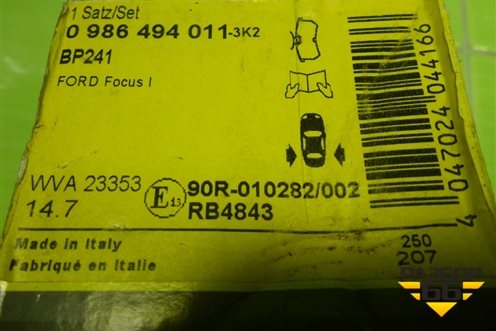 1 Satz/Set
0 986 494 011-3K2
BP241
FORD Focus I
WVA 23353
14.7
E13
90R-010282/002
RB4843
Made in Italy
Fabriqué en Italie
4 047024 044166
250
207
66